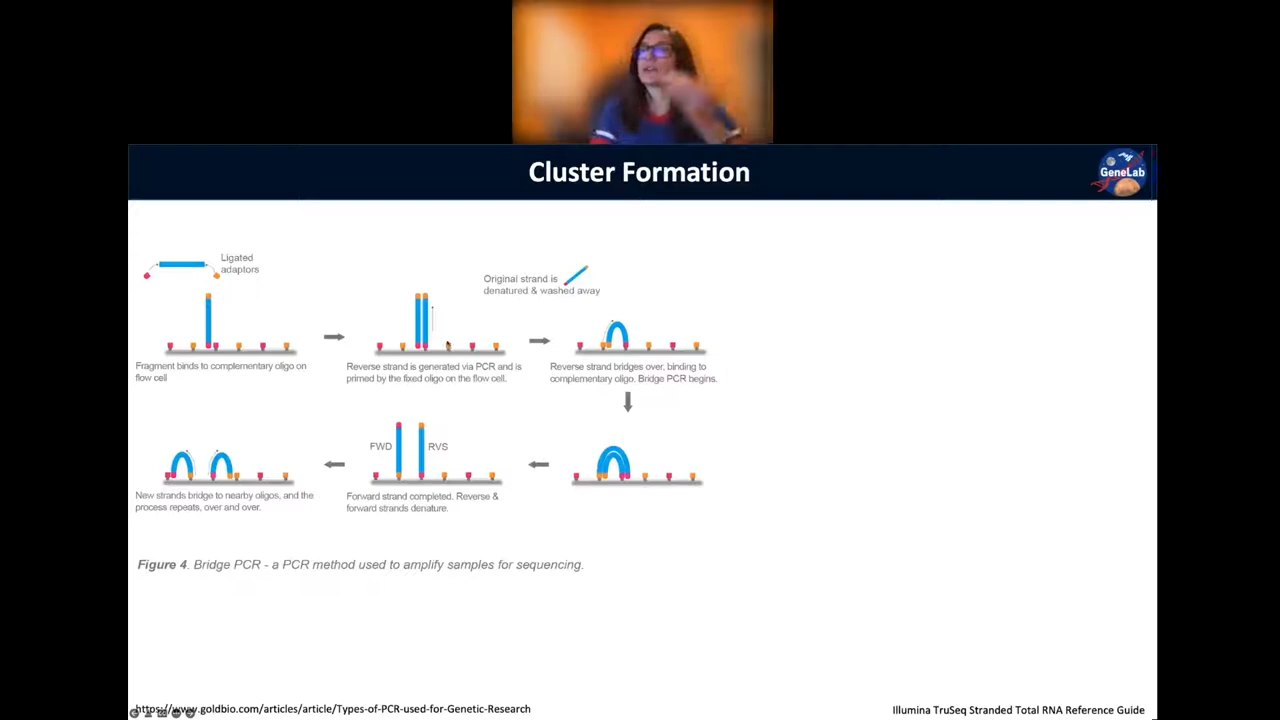 Cluster Formation
GeneLab
Ligated
adaptors
Original strand is
denatured & washed away
Fragment binds to complementary oligo on
flow cell
Reverse strand is generated via PCR and is
primed by the fixed oligo on the flow cell.
Reverse strand bridges over, binding to
complementary oligo. Bridge PCR begins.
FWD
RVS
New strands bridge to nearby oligos, and the
process repeats, over and over.
Forward strand completed. Reverse &
forward strands denature.
Figure 4. Bridge PCR - a PCR method used to amplify samples for sequencing.
https://www.goldbio.com/articles/article/Types-of-PCR-used-for-Genetic-Research
Illumina TruSeq Stranded Total RNA Reference Guide